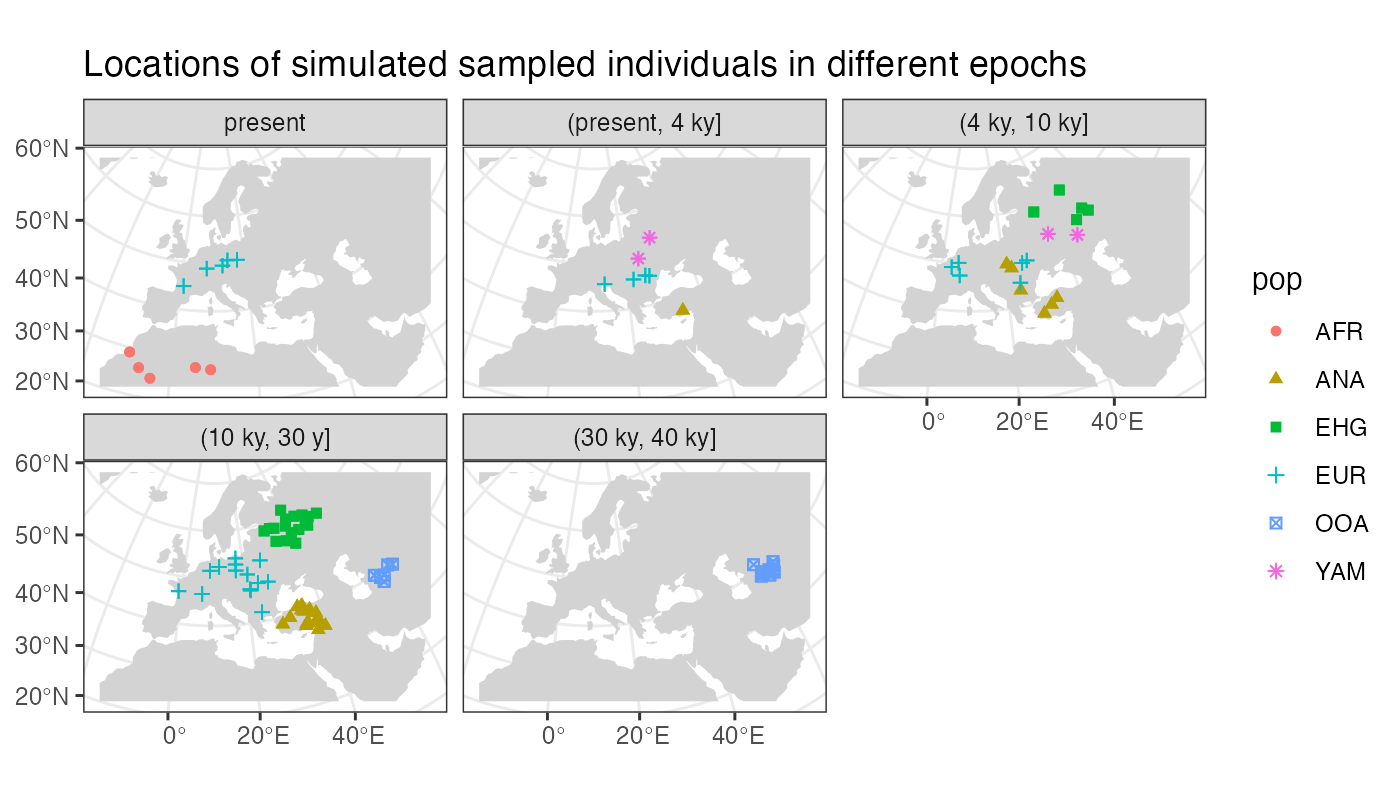 Locations of simulated sampled individuals in different epochs
present
(present, 4 ky]
(4 ky, 10 ky]
60°N
50°N
40°N
30°N
20°N
0°
20°E
40°E
(10 ky, 30 y]
(30 ky, 40 ky]
60°N
50°N
40°N
30°N
20°N
0°
20°E
40°E
0°
20°E
40°E
pop
AFR
ANA
EHG
EUR
OOA
YAM